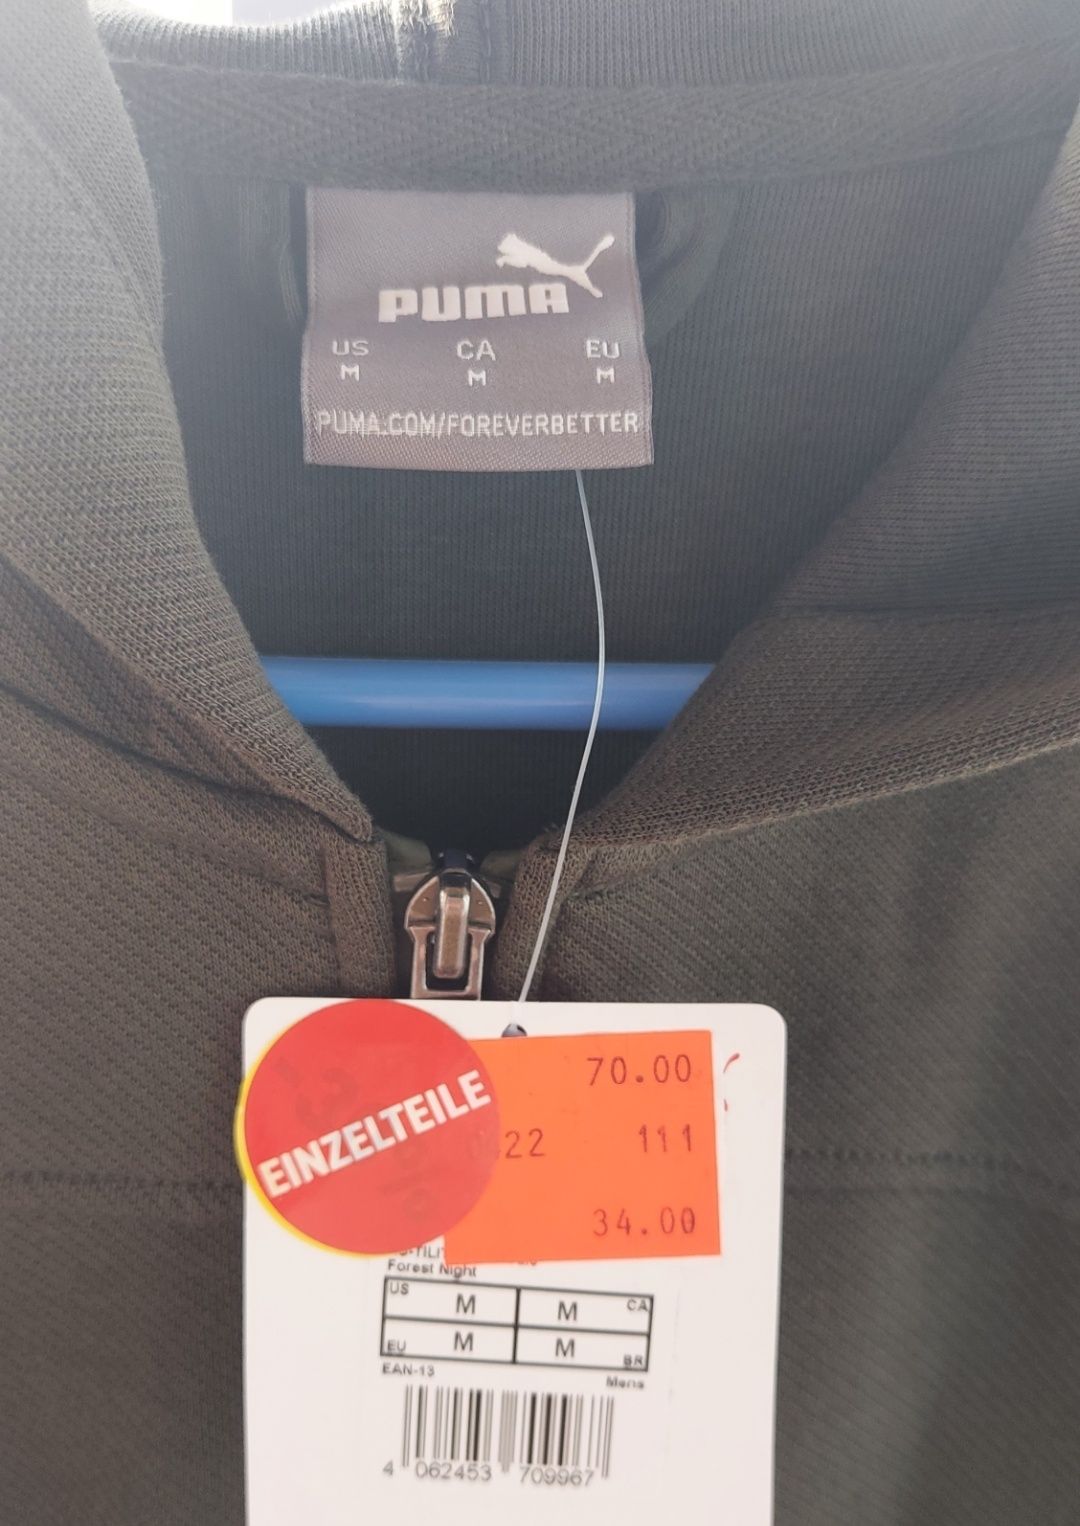 PUMA
US CA EU
M M M
PUMA.COM/FOREVERBETTER
EINZELTEILE
70.00
22 111
34.00
Forest Night
US M M CA
EU M M BR
EAN-13 Mens
4 062453 709967